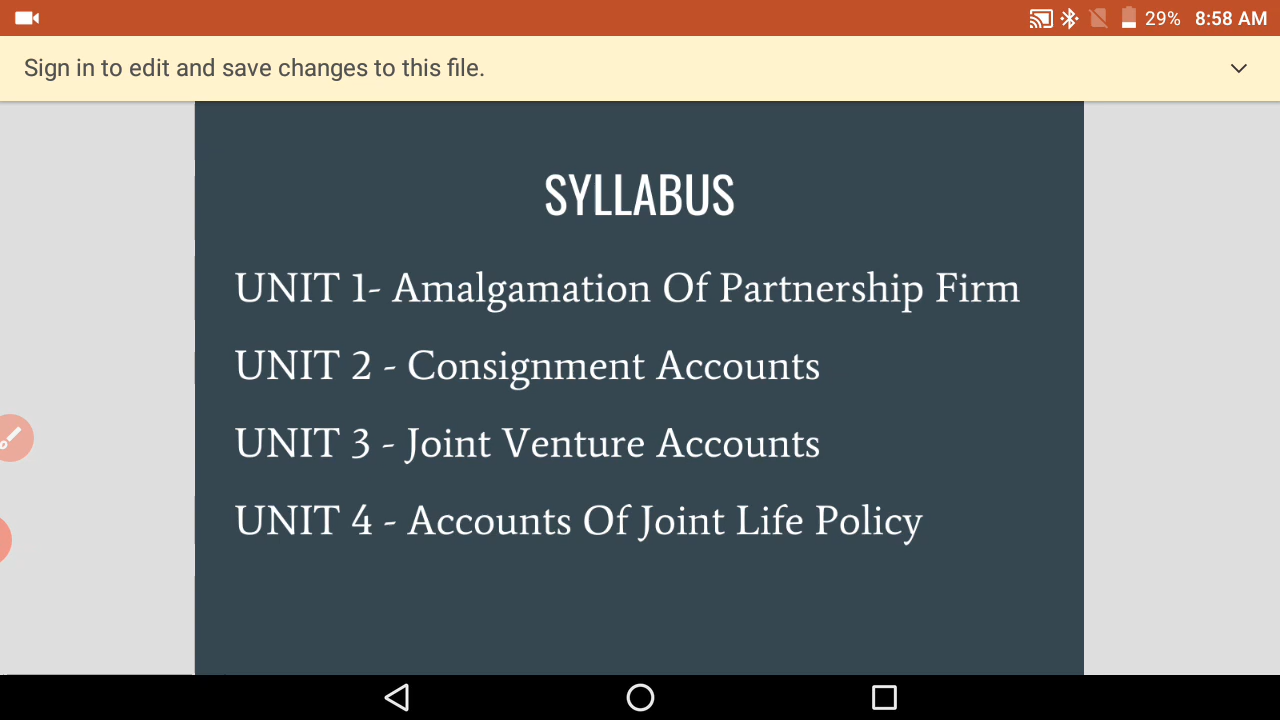 29% 8:58 AM
Sign in to edit and save changes to this file.
SYLLABUS
UNIT 1- Amalgamation Of Partnership Firm
UNIT 2 - Consignment Accounts
UNIT 3 - Joint Venture Accounts
UNIT 4 - Accounts Of Joint Life Policy